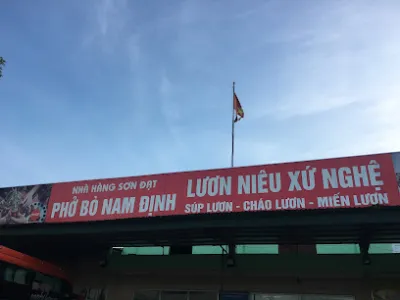 NHÀ HÀNG SƠN ĐẠT
PHỞ BÒ NAM ĐỊNH
LƯƠN NIÊU XỨ NGHỆ
SÚP LƯƠN - CHÁO LƯƠN - MIẾN LƯƠN